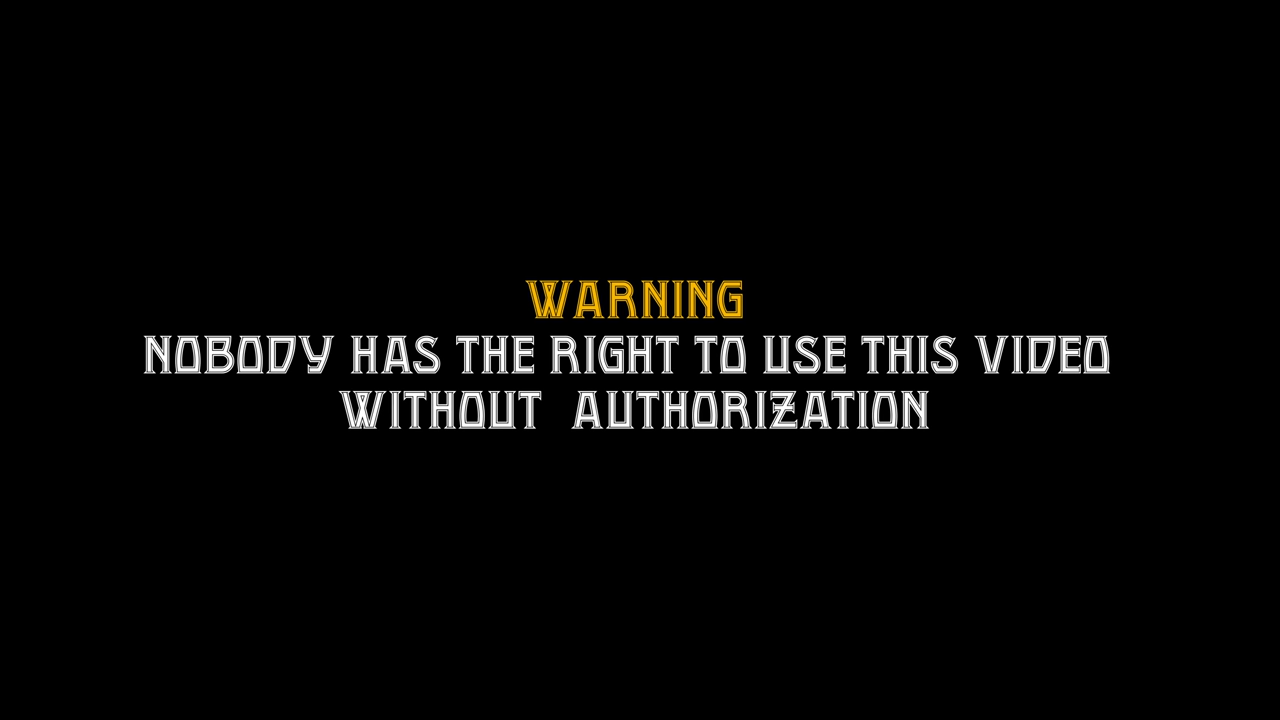 WARNING
NOBODY HAS THE RIGHT TO USE THIS VIDEO
WITHOUT AUTHORIZATION